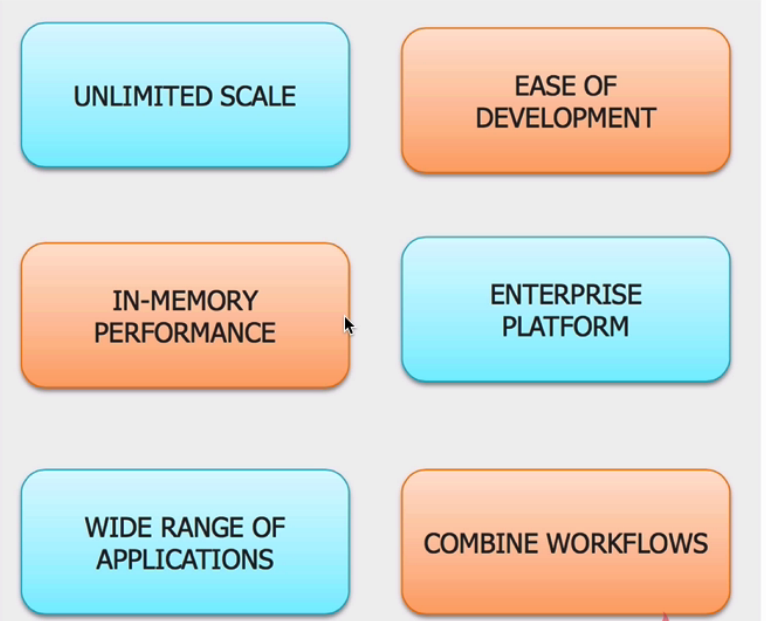 UNLIMITED SCALE
EASE OF
DEVELOPMENT
IN-MEMORY
PERFORMANCE
ENTERPRISE
PLATFORM
WIDE RANGE OF
APPLICATIONS
COMBINE WORKFLOWS